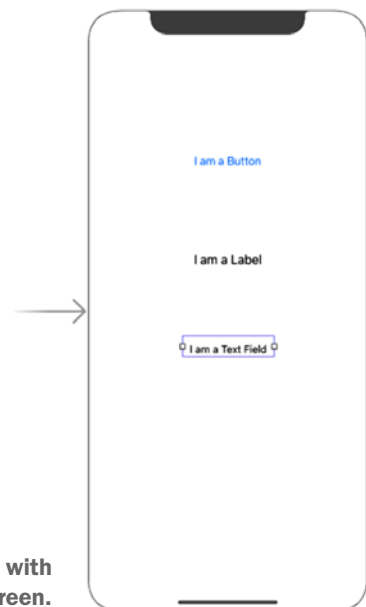 I am a Button
I am a Label
I am a Text Field
with
reen.